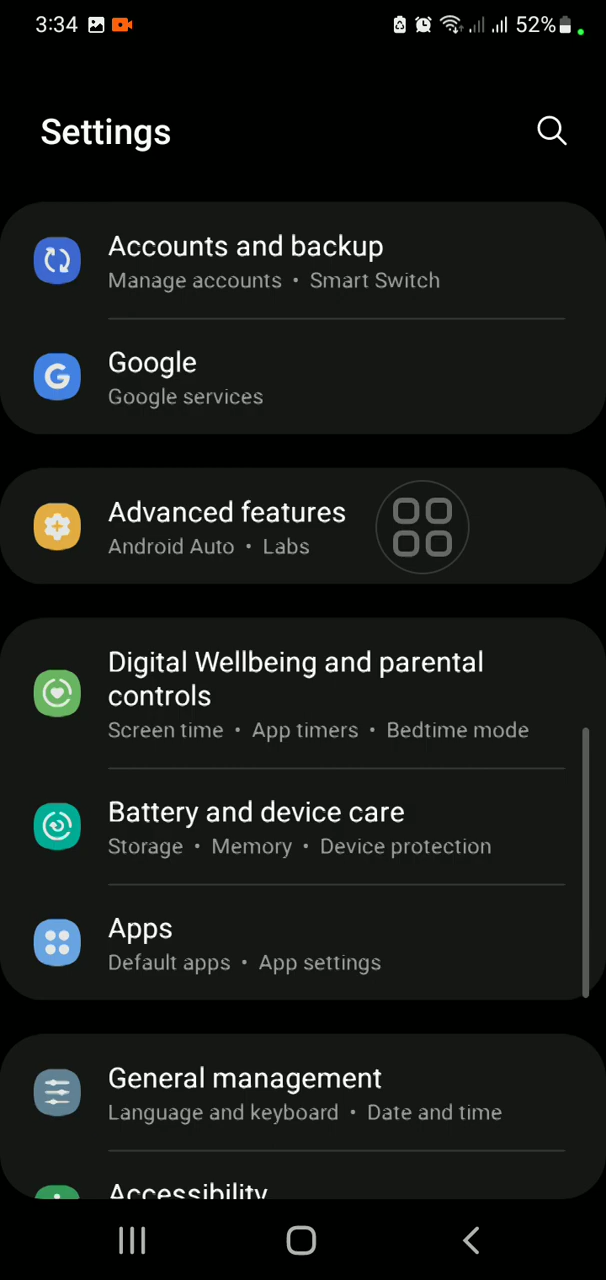 3:34 52%
Settings
Accounts and backup
Manage accounts • Smart Switch
Google
Google services
Advanced features
Android Auto • Labs
Digital Wellbeing and parental
controls
Screen time • App timers • Bedtime mode
Battery and device care
Storage • Memory • Device protection
Apps
Default apps • App settings
General management
Language and keyboard • Date and time
Accessibility